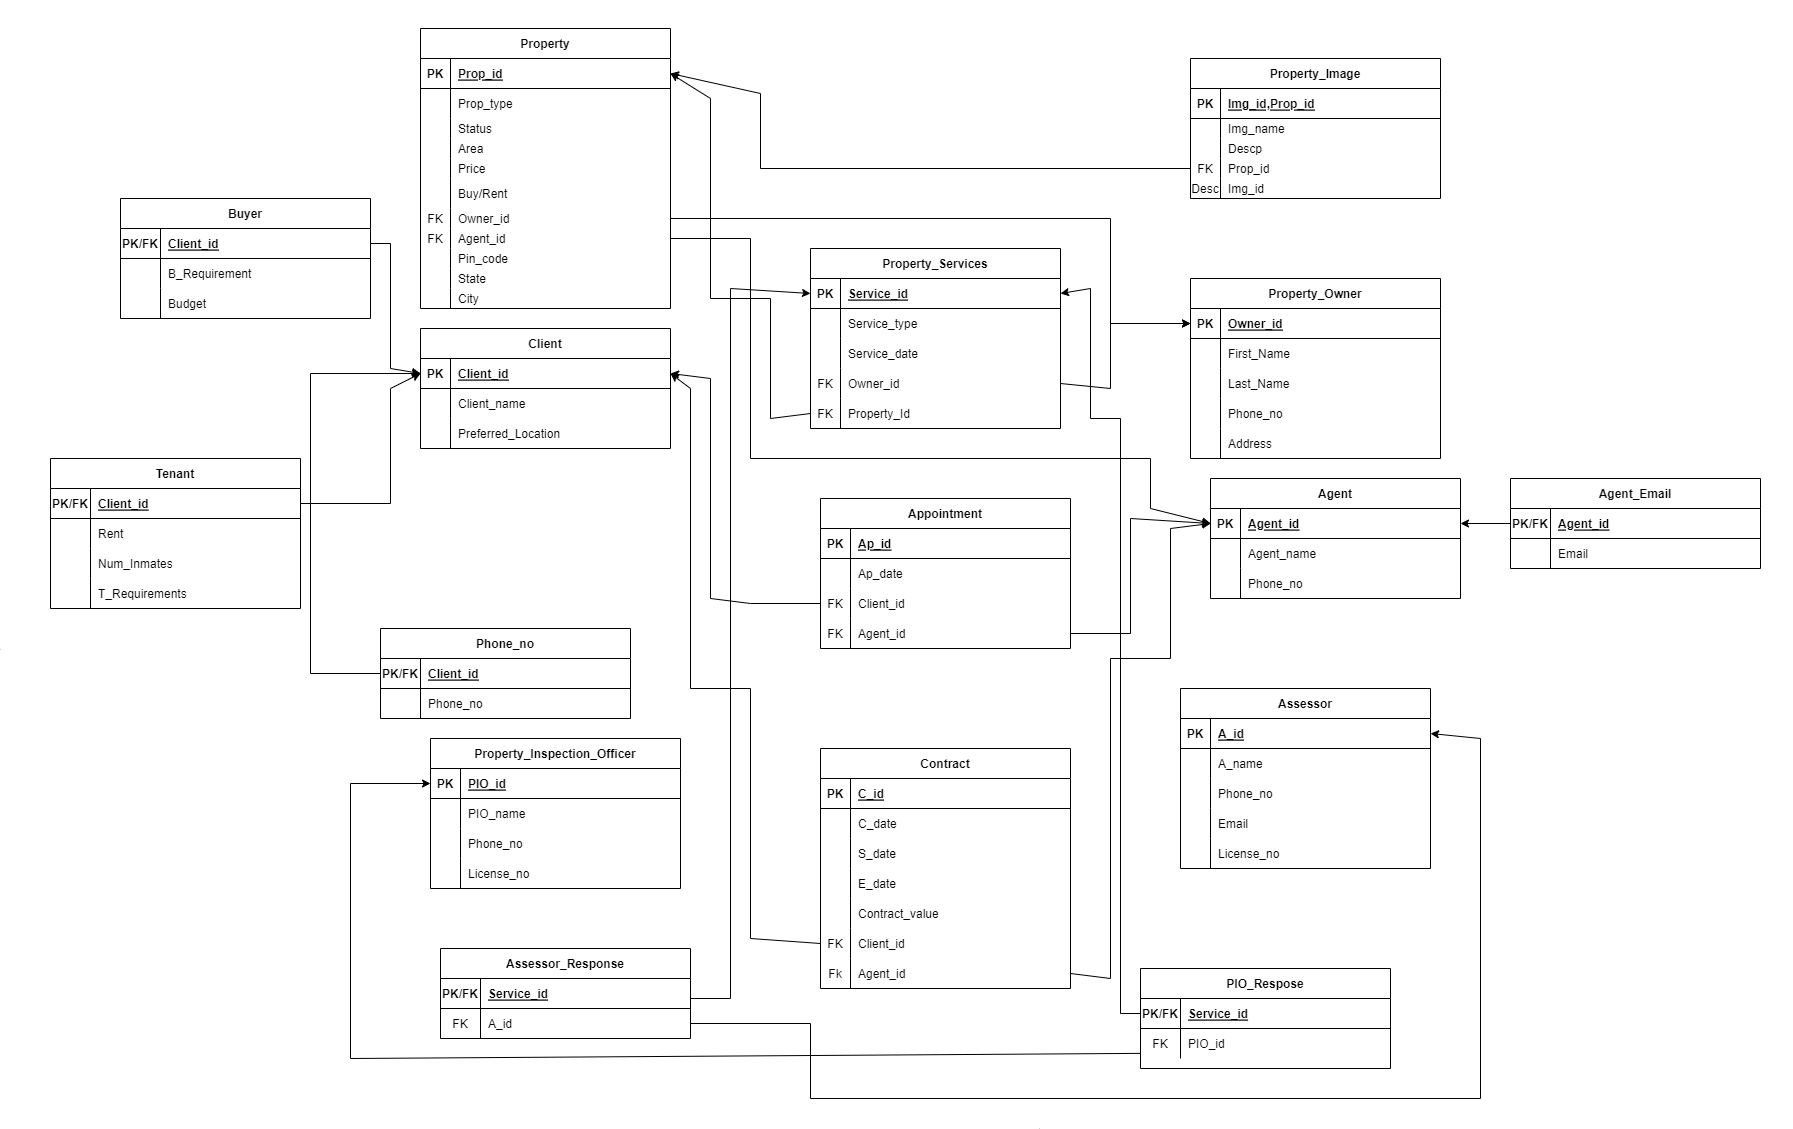 Property
PK Prop_id
Prop_type
Status
Area
Price
Buy/Rent
FK Owner_id
FK Agent_id
Pin_code
State
City
Property_Image
PK Img_id,Prop_id
Img_name
Descp
FK Prop_id
Desc Img_id
Buyer
PK/FK Client_id
B_Requirement
Budget
Property_Services
PK Service_id
Service_type
Service_date
FK Owner_id
FK Property_Id
Property_Owner
PK Owner_id
First_Name
Last_Name
Phone_no
Address
Client
PK Client_id
Client_name
Preferred_Location
Tenant
PK/FK Client_id
Rent
Num_Inmates
T_Requirements
Appointment
PK Ap_id
Ap_date
FK Client_id
FK Agent_id
Agent
PK Agent_id
Agent_name
Phone_no
Agent_Email
PK/FK Agent_id
Email
Phone_no
PK/FK Client_id
Phone_no
Assessor
PK A_id
A_name
Phone_no
Email
License_no
Property_Inspection_Officer
PK PIO_id
PIO_name
Phone_no
License_no
Contract
PK C_id
C_date
S_date
E_date
Contract_value
FK Client_id
Fk Agent_id
Assessor_Response
PK/FK Service_id
FK A_id
PIO_Respose
PK/FK Service_id
FK PIO_id